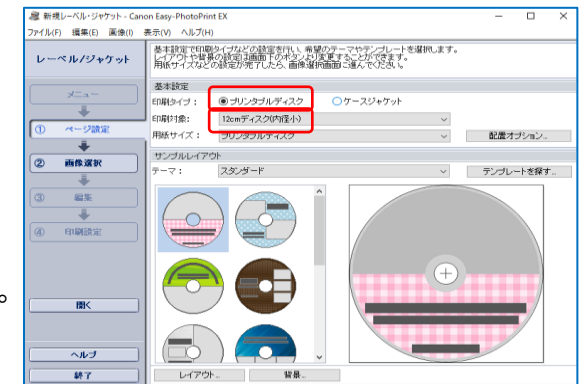 新規レーベル・ジャケット - Canon Easy-PhotoPrint EX
ファイル(F) 編集(E) 画像(I) 表示(V) ヘルプ(H)
レーベル/ジャケット
基本設定で印刷タイプなどの設定を行い、希望のテーマやテンプレートを選択します。
レイアウトや背景の設定は画面下のボタンより変更することができます。
用紙サイズなどの設定が完了したら、画像選択画面に進んでください。
基本設定
メニュー
印刷タイプ： プリンタブルディスク ケースジャケット
印刷対象： 12cmディスク(内径小)
① ページ設定
用紙サイズ： プリンタブルディスク 配置オプション...
② 画像選択
サンプルレイアウト
テーマ： スタンダード テンプレートを探す...
③ 編集
④ 印刷設定
。
開く
ヘルプ
終了
レイアウト... 背景...